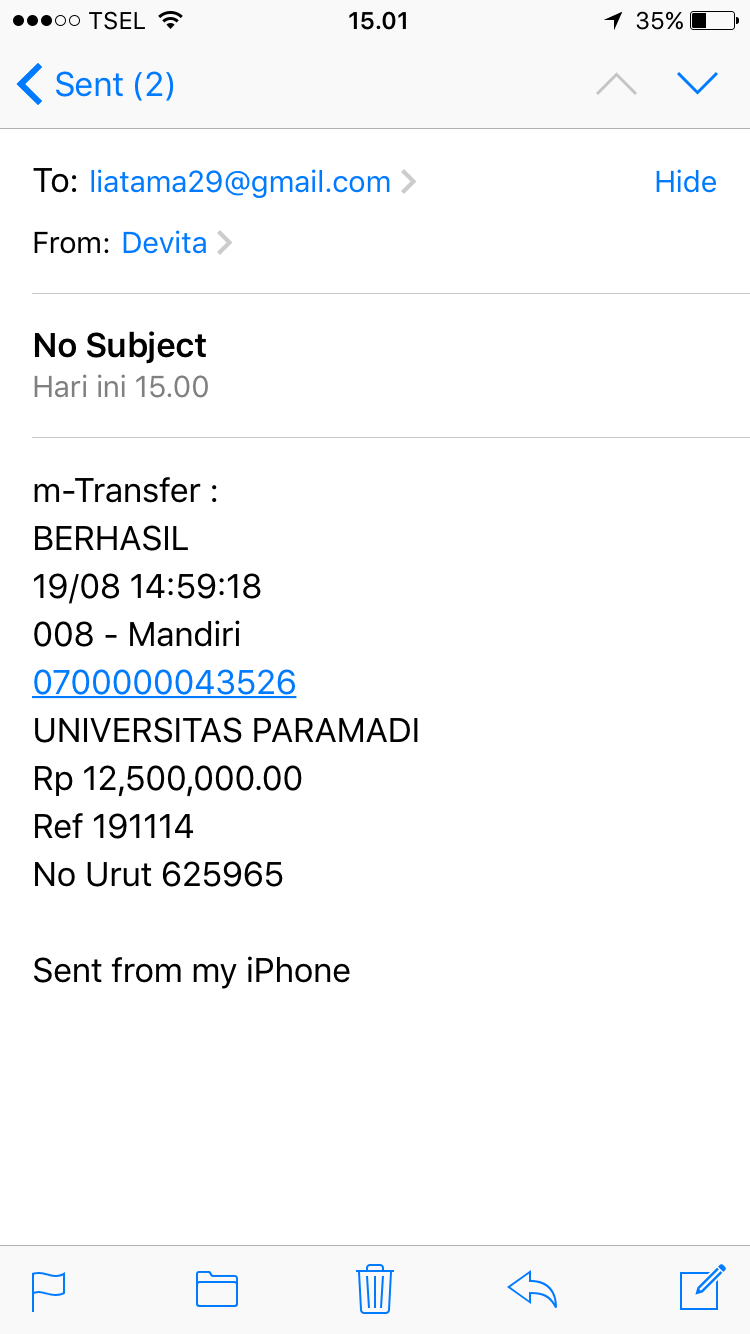 TSEL 15.01 35%
Sent (2)
To: liatama29@gmail.com Hide
From: Devita
No Subject
Hari ini 15.00
m-Transfer :
BERHASIL
19/08 14:59:18
008 - Mandiri
0700000043526
UNIVERSITAS PARAMADI
Rp 12,500,000.00
Ref 191114
No Urut 625965
Sent from my iPhone